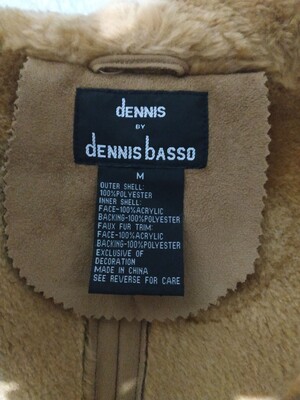 dennis
BY
dennis basso
M
OUTER SHELL:
100%POLYESTER
INNER SHELL:
FACE-100%ACRYLIC
BACKING-100%POLYESTER
FAUX FUR TRIM:
FACE-100%ACRYLIC
BACKING-100%POLYESTER
EXCLUSIVE OF
DECORATION
MADE IN CHINA
SEE REVERSE FOR CARE